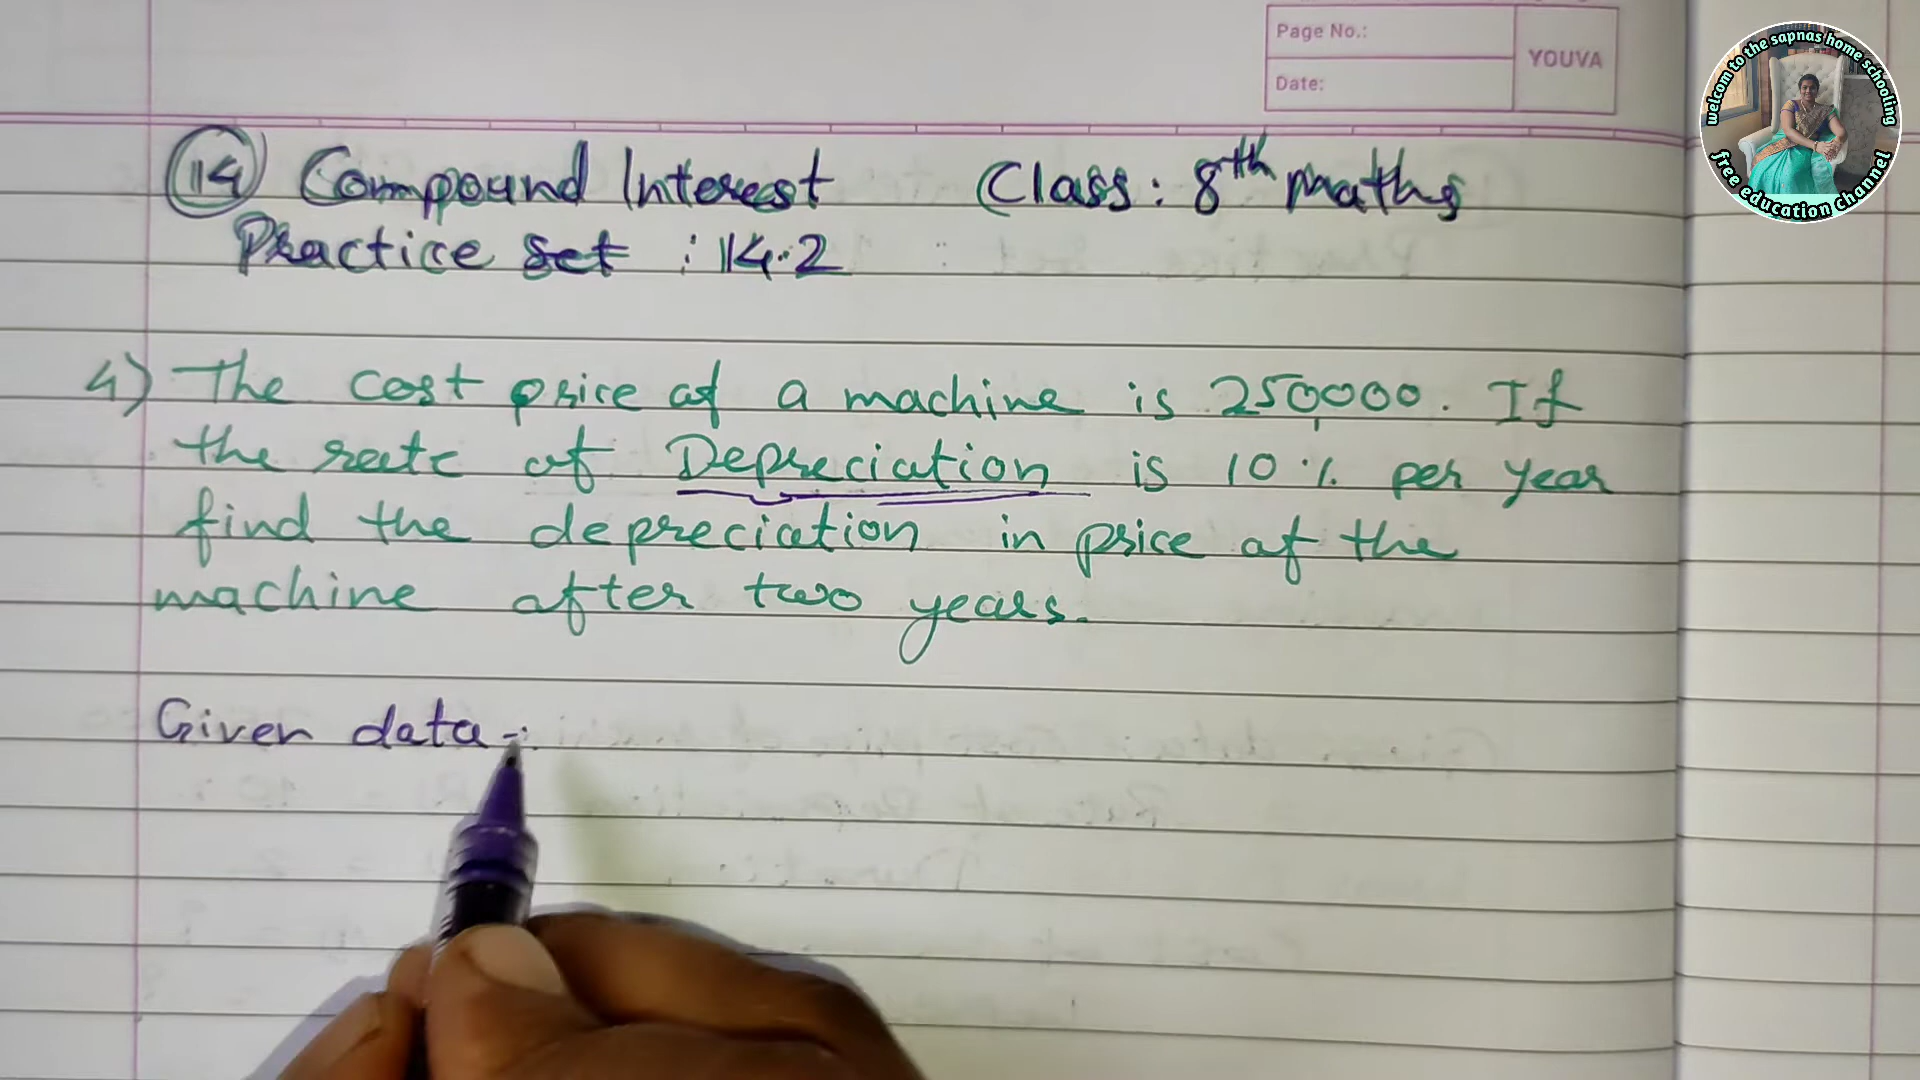 Page No.:
YOUVA
Date:
welcom to the sapnas home schooling
free education channel
14 Compound Interest Class: 8th Maths
Practice set : 14.2
4) The cost price of a machine is 250000. If
the rate of Depreciation is 10 % per year
find the depreciation in price of the
machine after two years.
Given data -: